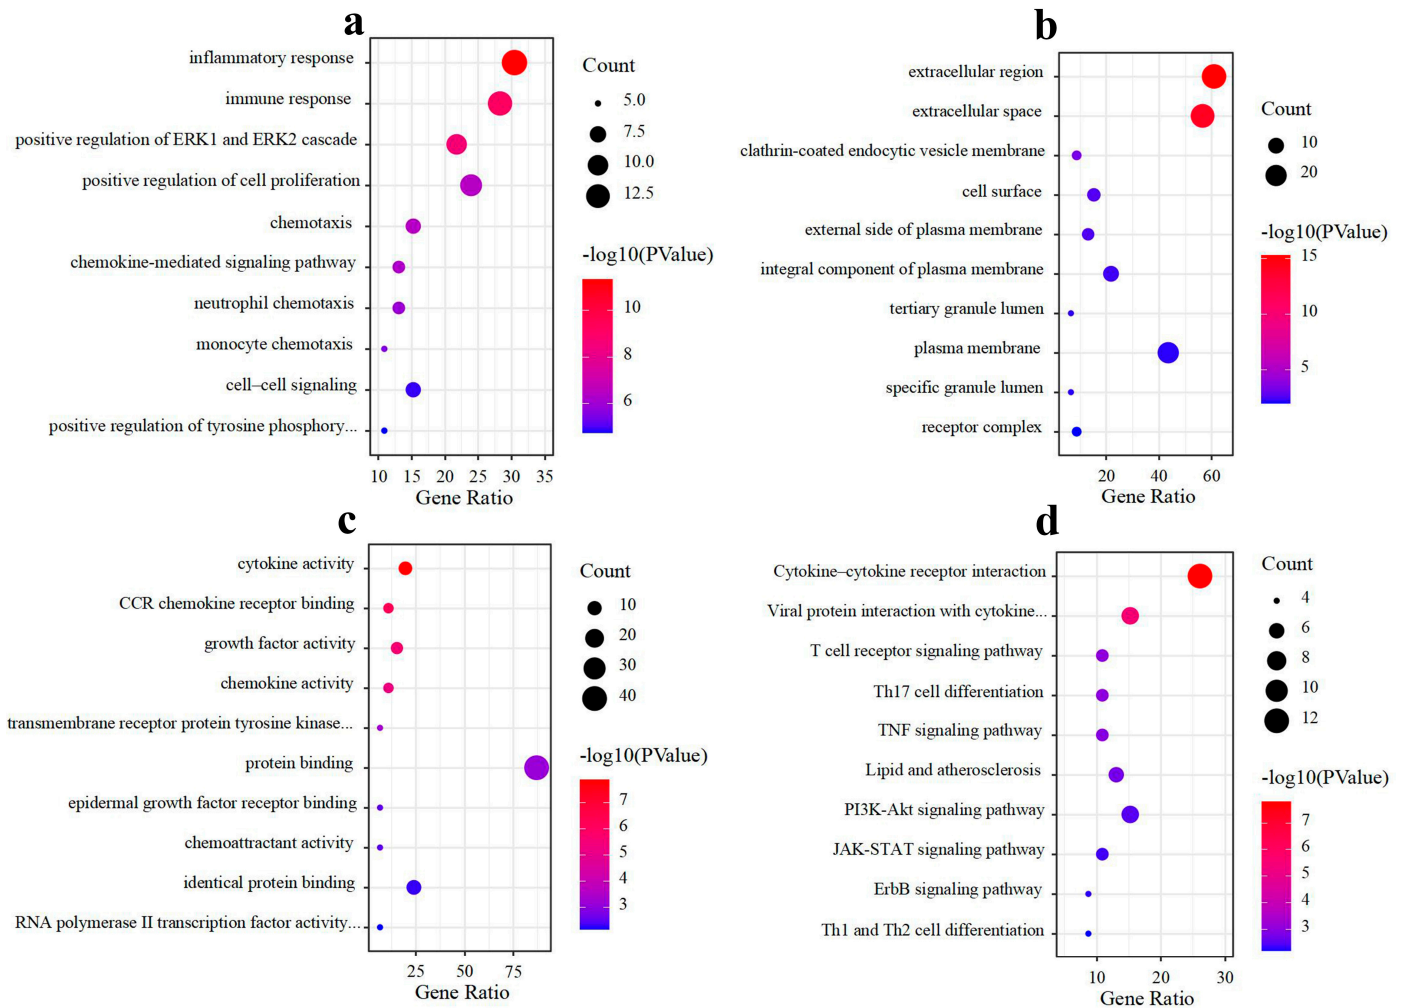 a
inflammatory response
immune response
positive regulation of ERK1 and ERK2 cascade
positive regulation of cell proliferation
chemotaxis
chemokine-mediated signaling pathway
neutrophil chemotaxis
monocyte chemotaxis
cell–cell signaling
positive regulation of tyrosine phosphory...
10 15 20 25 30 35
Gene Ratio
Count
5.0
7.5
10.0
12.5
-log10(PValue)
10
8
6
b
extracellular region
extracellular space
clathrin-coated endocytic vesicle membrane
cell surface
external side of plasma membrane
integral component of plasma membrane
tertiary granule lumen
plasma membrane
specific granule lumen
receptor complex
20 40 60
Gene Ratio
Count
10
20
-log10(PValue)
15
10
5
c
cytokine activity
CCR chemokine receptor binding
growth factor activity
chemokine activity
transmembrane receptor protein tyrosine kinase...
protein binding
epidermal growth factor receptor binding
chemoattractant activity
identical protein binding
RNA polymerase II transcription factor activity...
25 50 75
Gene Ratio
Count
10
20
30
40
-log10(PValue)
7
6
5
4
3
d
Cytokine–cytokine receptor interaction
Viral protein interaction with cytokine...
T cell receptor signaling pathway
Th17 cell differentiation
TNF signaling pathway
Lipid and atherosclerosis
PI3K-Akt signaling pathway
JAK-STAT signaling pathway
ErbB signaling pathway
Th1 and Th2 cell differentiation
10 20 30
Gene Ratio
Count
4
6
8
10
12
-log10(PValue)
7
6
5
4
3